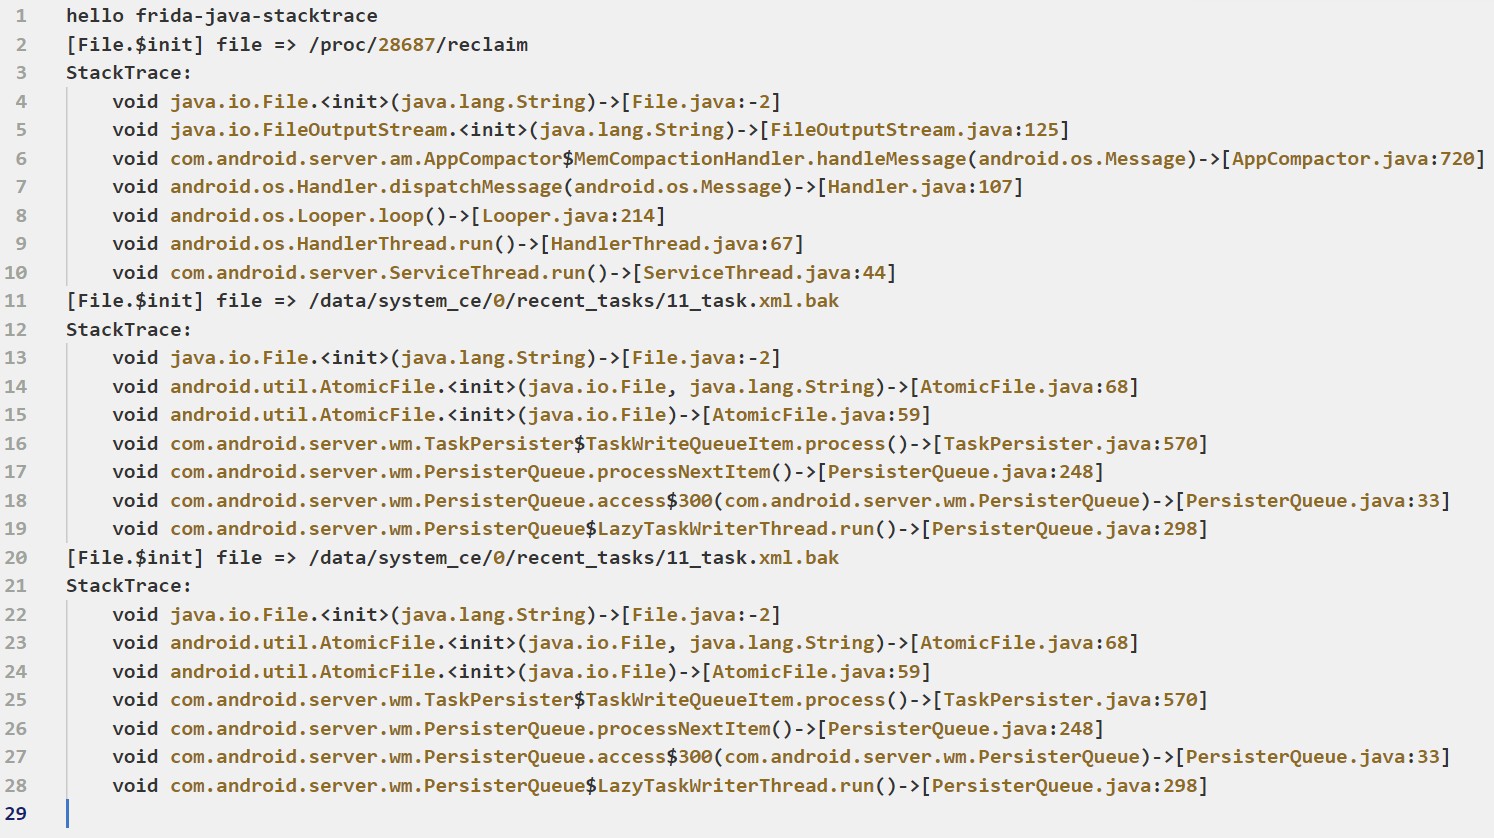 1 hello frida-java-stacktrace
2 [File.$init] file => /proc/28687/reclaim
3 StackTrace:
4     void java.io.File.<init>(java.lang.String)->[File.java:-2]
5     void java.io.FileOutputStream.<init>(java.lang.String)->[FileOutputStream.java:125]
6     void com.android.server.am.AppCompactor$MemCompactionHandler.handleMessage(android.os.Message)->[AppCompactor.java:720]
7     void android.os.Handler.dispatchMessage(android.os.Message)->[Handler.java:107]
8     void android.os.Looper.loop()->[Looper.java:214]
9     void android.os.HandlerThread.run()->[HandlerThread.java:67]
10     void com.android.server.ServiceThread.run()->[ServiceThread.java:44]
11 [File.$init] file => /data/system_ce/0/recent_tasks/11_task.xml.bak
12 StackTrace:
13     void java.io.File.<init>(java.lang.String)->[File.java:-2]
14     void android.util.AtomicFile.<init>(java.io.File, java.lang.String)->[AtomicFile.java:68]
15     void android.util.AtomicFile.<init>(java.io.File)->[AtomicFile.java:59]
16     void com.android.server.wm.TaskPersister$TaskWriteQueueItem.process()->[TaskPersister.java:570]
17     void com.android.server.wm.PersisterQueue.processNextItem()->[PersisterQueue.java:248]
18     void com.android.server.wm.PersisterQueue.access$300(com.android.server.wm.PersisterQueue)->[PersisterQueue.java:33]
19     void com.android.server.wm.PersisterQueue$LazyTaskWriterThread.run()->[PersisterQueue.java:298]
20 [File.$init] file => /data/system_ce/0/recent_tasks/11_task.xml.bak
21 StackTrace:
22     void java.io.File.<init>(java.lang.String)->[File.java:-2]
23     void android.util.AtomicFile.<init>(java.io.File, java.lang.String)->[AtomicFile.java:68]
24     void android.util.AtomicFile.<init>(java.io.File)->[AtomicFile.java:59]
25     void com.android.server.wm.TaskPersister$TaskWriteQueueItem.process()->[TaskPersister.java:570]
26     void com.android.server.wm.PersisterQueue.processNextItem()->[PersisterQueue.java:248]
27     void com.android.server.wm.PersisterQueue.access$300(com.android.server.wm.PersisterQueue)->[PersisterQueue.java:33]
28     void com.android.server.wm.PersisterQueue$LazyTaskWriterThread.run()->[PersisterQueue.java:298]
29